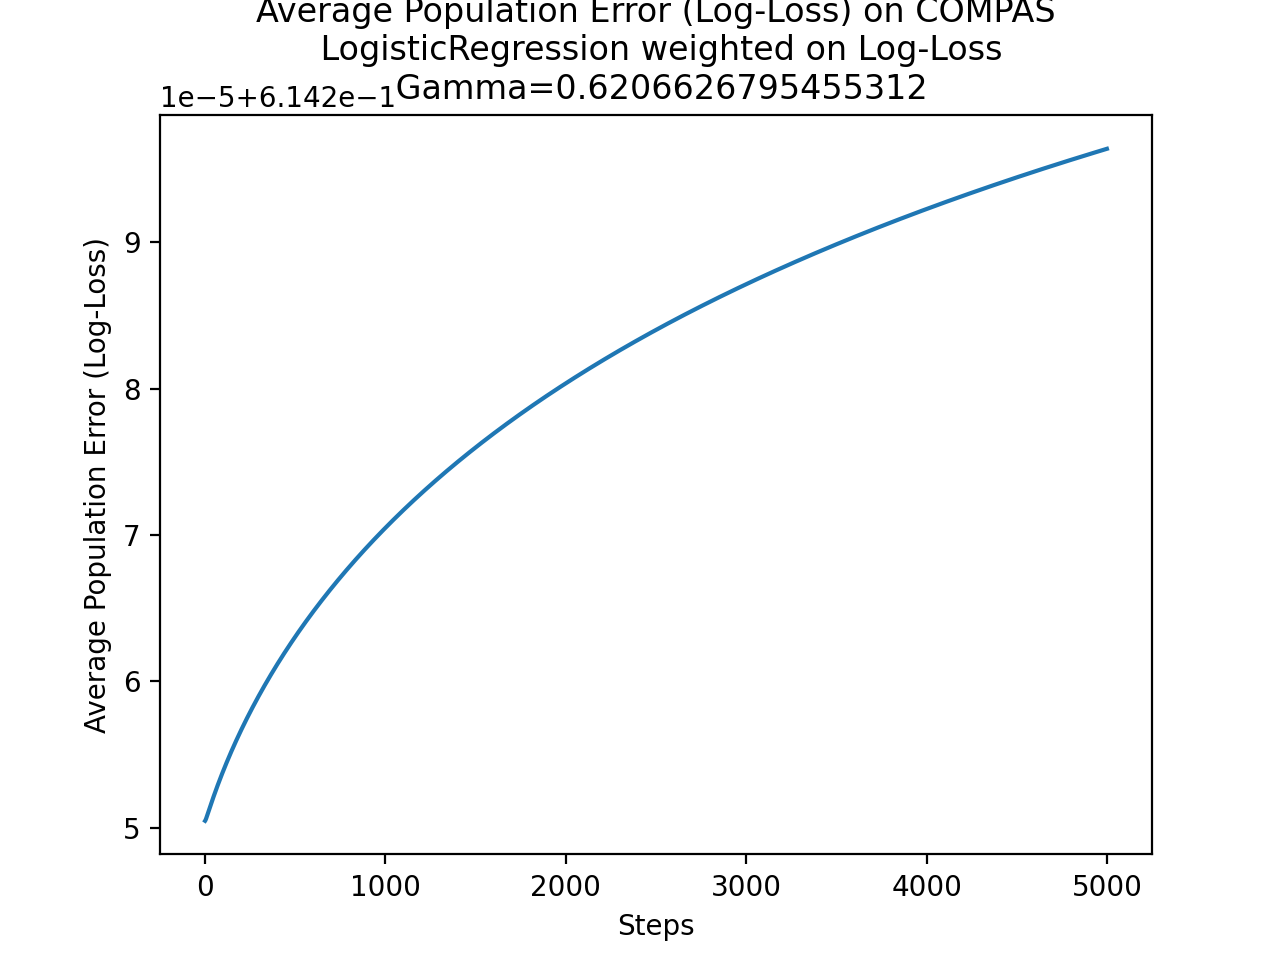 Average Population Error (Log-Loss) on COMPAS
LogisticRegression weighted on Log-Loss
Gamma=0.6206626795455312
1e−5+6.142e−1
9
8
7
6
5
Average Population Error (Log-Loss)
0 1000 2000 3000 4000 5000
Steps